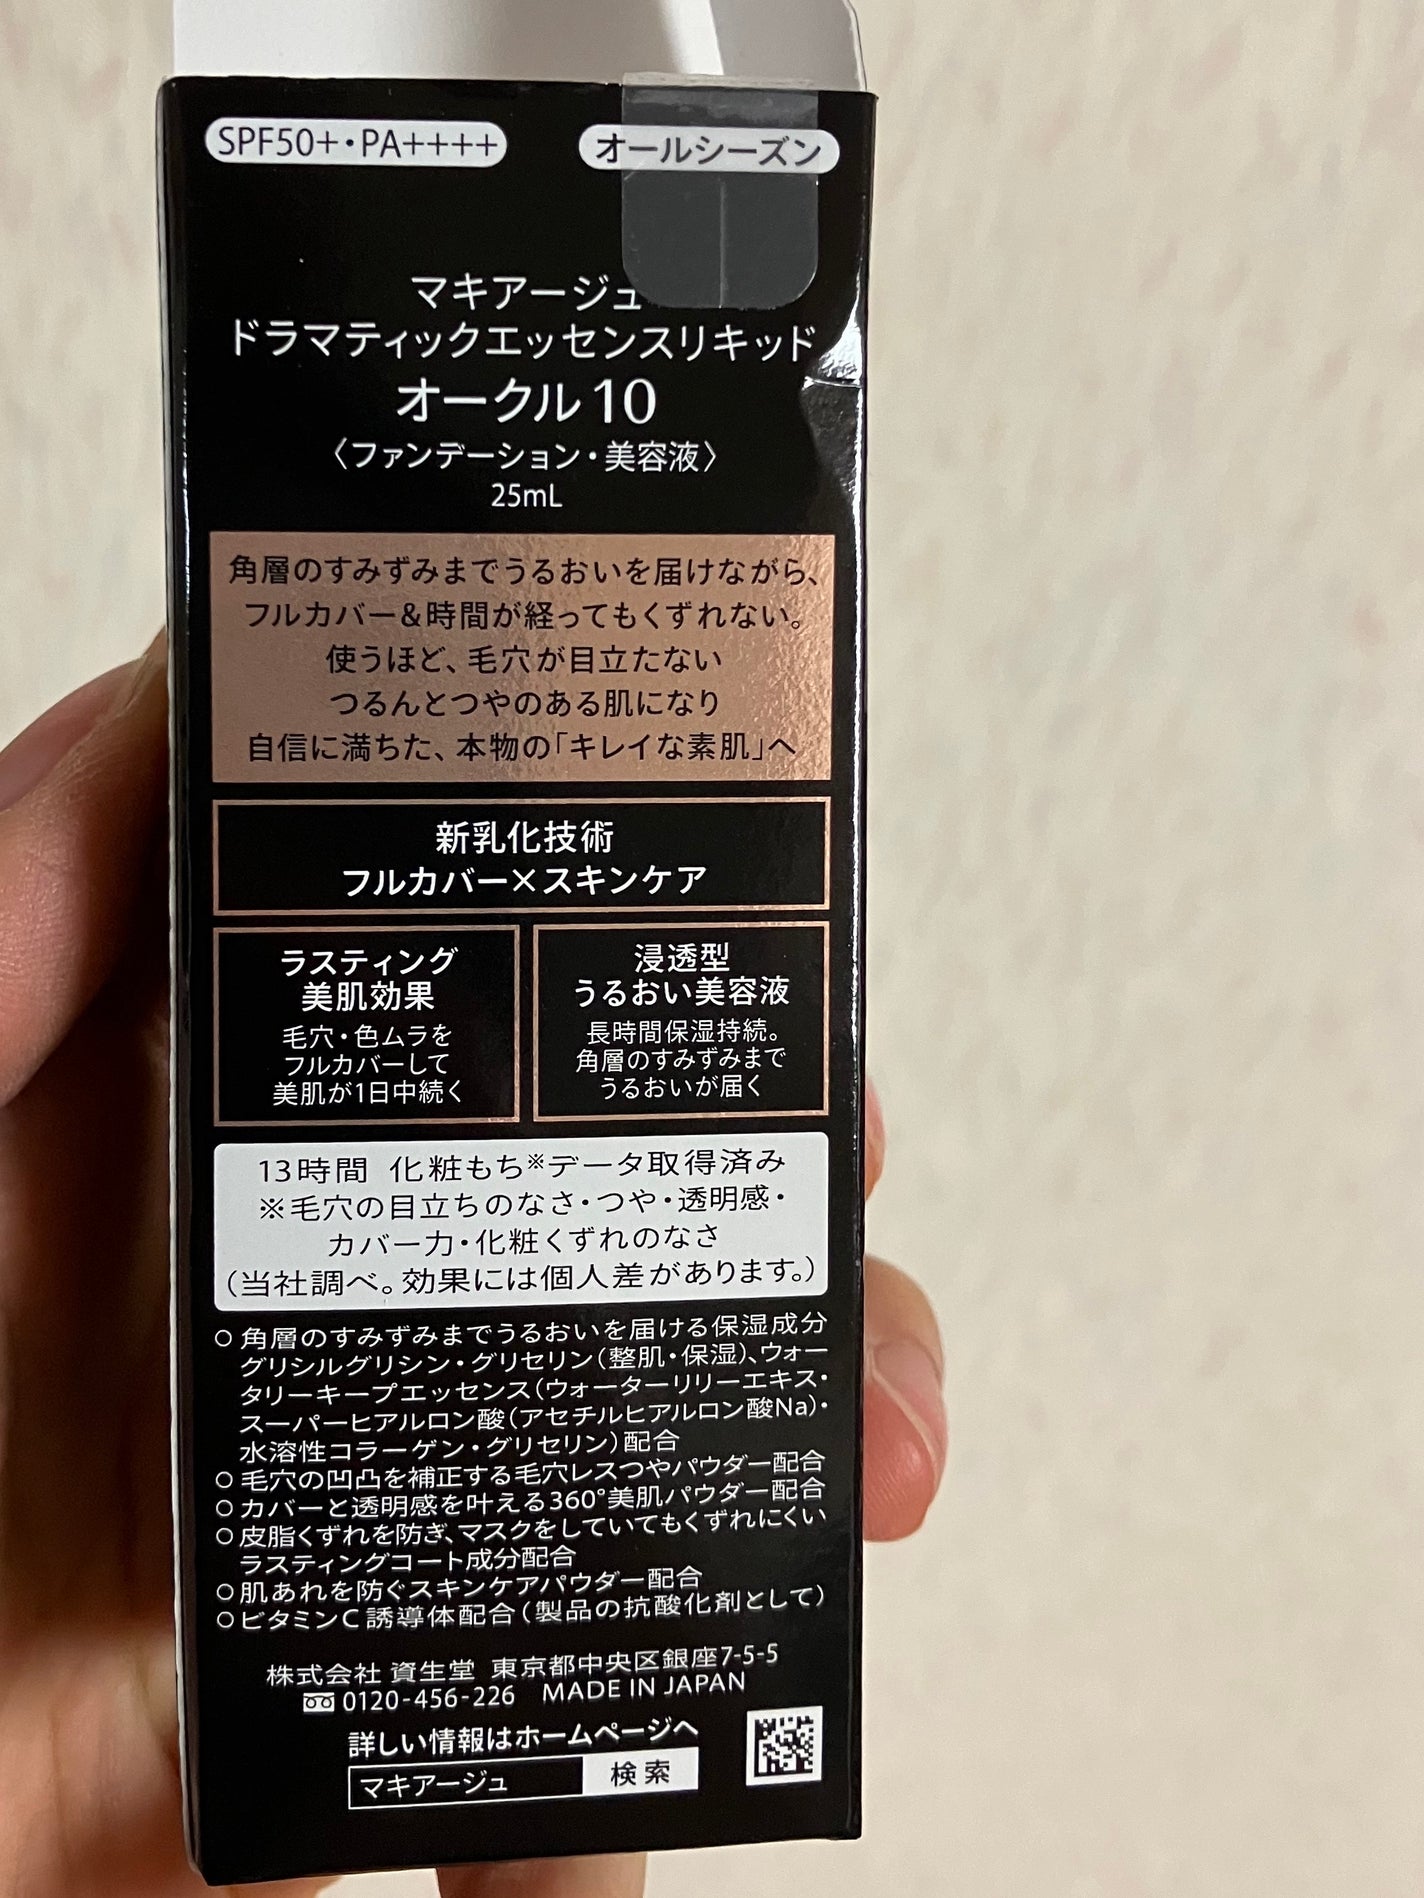 SPF50+・PA++++
オールシーズン
マキアージュ
ドラマティックエッセンスリキッド
オークル10
〈ファンデーション・美容液〉
25mL
角層のすみずみまでうるおいを届けながら、
フルカバー&時間が経ってもくずれない。
使うほど、毛穴が目立たない
つるんとつやのある肌になり
自信に満ちた、本物の「キレイな素肌」へ
新乳化技術
フルカバー×スキンケア
ラスティング
美肌効果
毛穴・色ムラを
フルカバーして
美肌が1日中続く
浸透型
うるおい美容液
長時間保湿持続。
角層のすみずみまで
うるおいが届く
13時間 化粧もち※データ取得済み
※毛穴の目立ちのなさ・つや・透明感・
カバー力・化粧くずれのなさ
（当社調べ。効果には個人差があります。）
○角層のすみずみまでうるおいを届ける保湿成分
グリシルグリシン・グリセリン（整肌・保湿）、ウォー
タリーキープエッセンス（ウォーターリリーエキス・
スーパーヒアルロン酸（アセチルヒアルロン酸Na）・
水溶性コラーゲン・グリセリン）配合
○毛穴の凹凸を補正する毛穴レスつやパウダー配合
○カバーと透明感を叶える360°美肌パウダー配合
○皮脂くずれを防ぎ、マスクをしていてもくずれにくい
ラスティングコート成分配合
○肌あれを防ぐスキンケアパウダー配合
○ビタミンC誘導体配合（製品の抗酸化剤として）
株式会社 資生堂 東京都中央区銀座7-5-5
0120-456-226 MADE IN JAPAN
詳しい情報はホームページへ
マキアージュ 検索